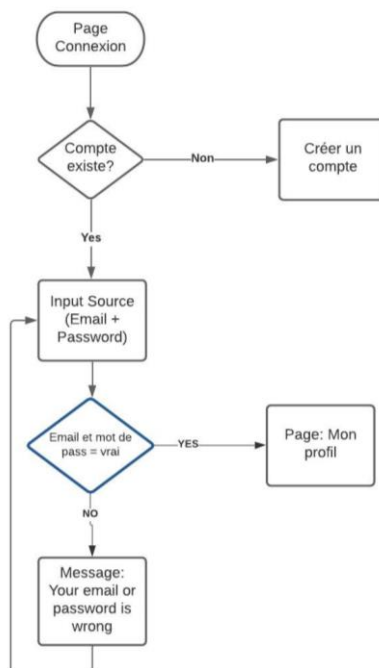 Page
Connexion
Compte
existe?
Non
Créer un
compte
Yes
Input Source
(Email +
Password)
Email et mot de
pass = vrai
YES
Page: Mon
profil
NO
Message:
Your email or
password is
wrong